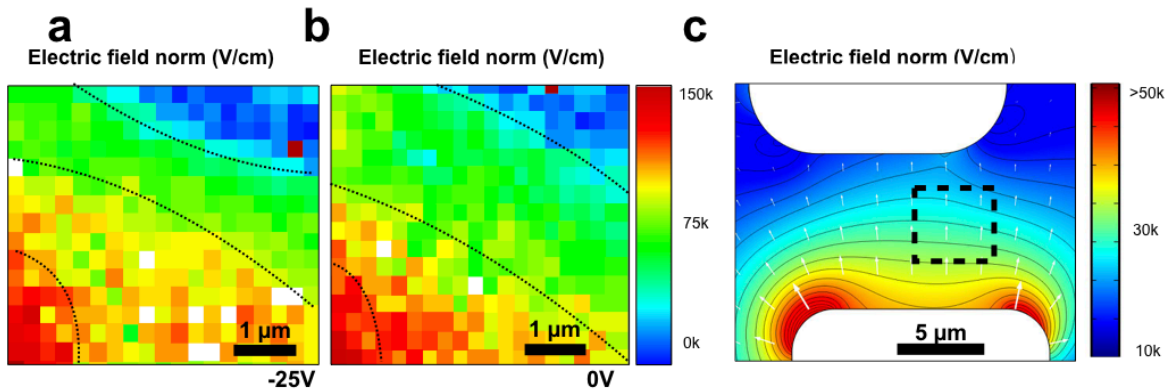 a
Electric field norm (V/cm)
1 µm
-25V
b
Electric field norm (V/cm)
1 µm
0V
150k
75k
0k
c
Electric field norm (V/cm)
5 µm
>50k
30k
10k